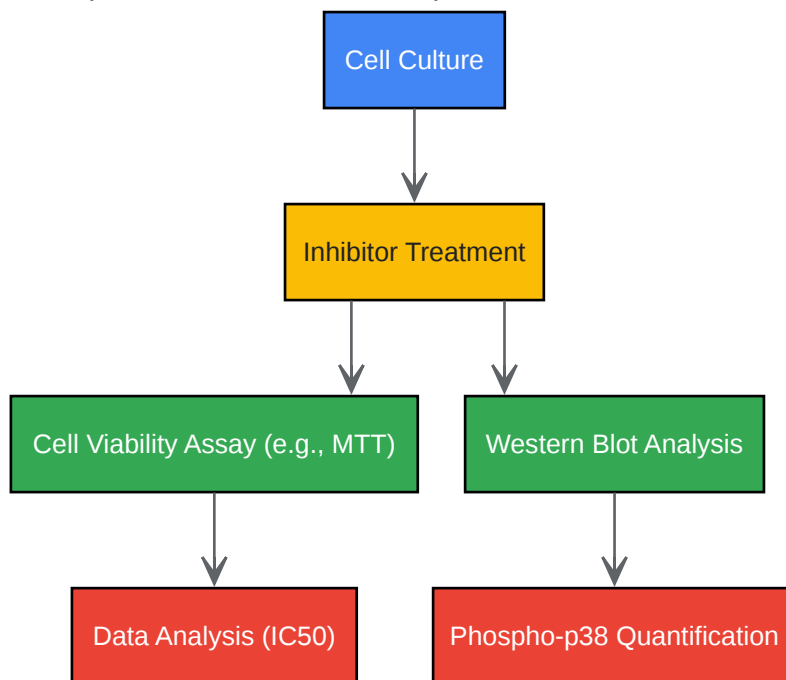 Cell Culture
Inhibitor Treatment
Cell Viability Assay (e.g., MTT)
Western Blot Analysis
Data Analysis (IC50)
Phospho-p38 Quantification